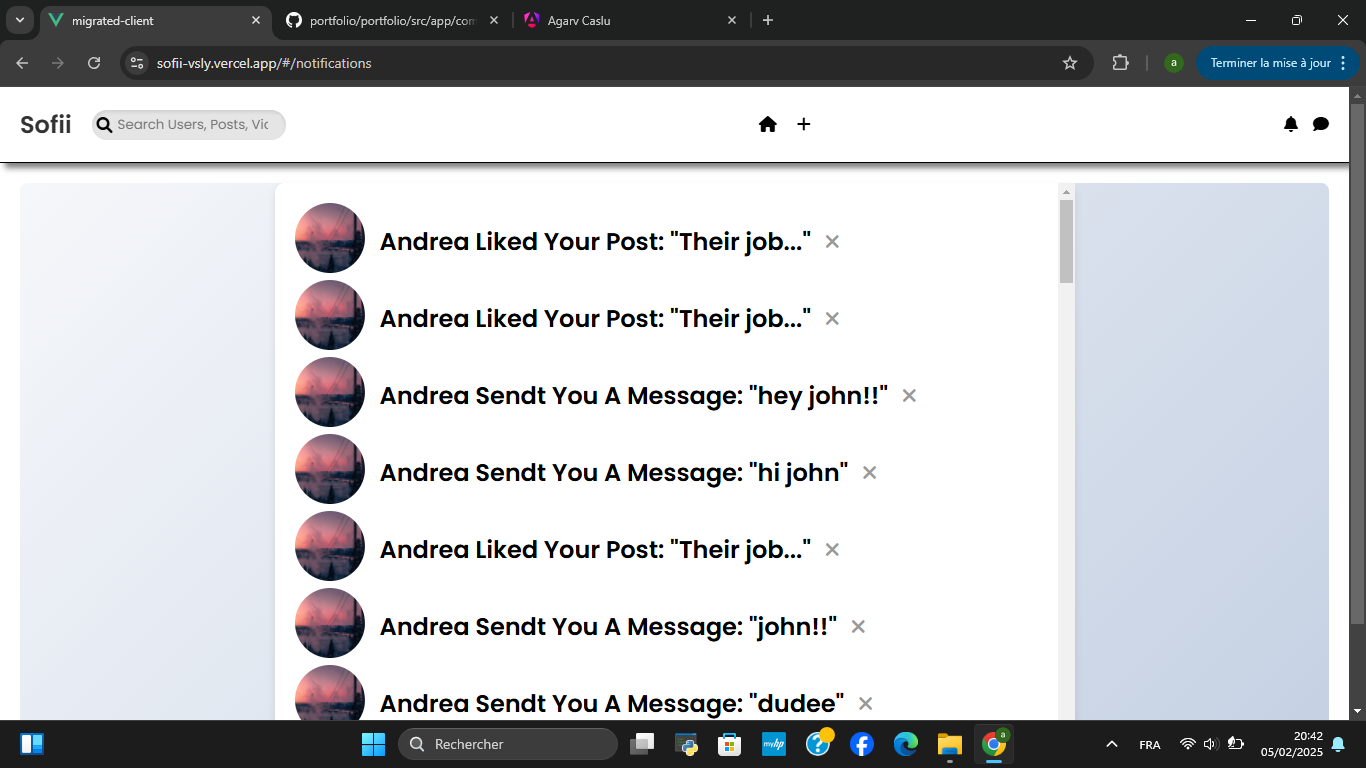 migrated-client
portfolio/portfolio/src/app/com
Agarv Caslu
sofii-vsly.vercel.app/#/notifications
a
Terminer la mise à jour
Sofii
Search Users, Posts, Vic
Andrea Liked Your Post: "Their job..."
Andrea Liked Your Post: "Their job..."
Andrea Sendt You A Message: "hey john!!"
Andrea Sendt You A Message: "hi john"
Andrea Liked Your Post: "Their job..."
Andrea Sendt You A Message: "john!!"
Andrea Sendt You A Message: "dudee"
Rechercher
myhp
a
FRA
20:42
05/02/2025